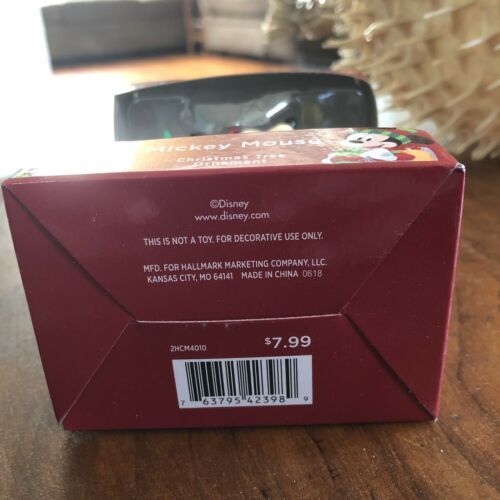 Mickey Mouse
Christmas Tree
Ornament
©Disney
www.disney.com
THIS IS NOT A TOY. FOR DECORATIVE USE ONLY.
MFD. FOR HALLMARK MARKETING COMPANY, LLC.
KANSAS CITY, MO 64141 MADE IN CHINA 0618
$7.99
2HCM4010
7 63795 42398 9